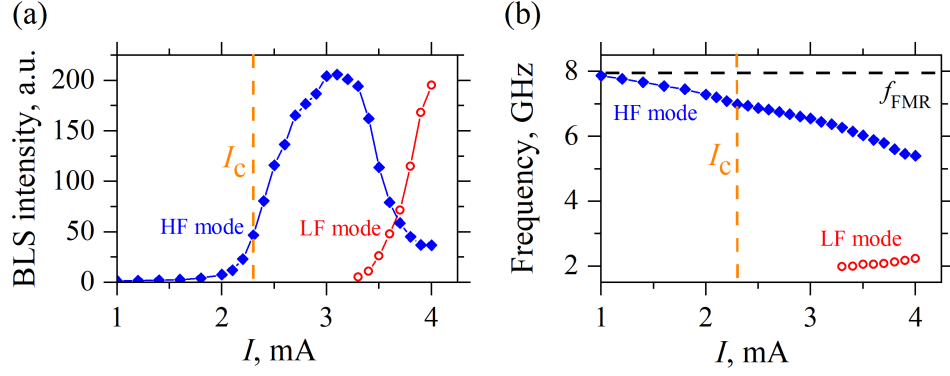 (a)
BLS intensity, a.u.
200
150
100
50
0
I_c
HF mode
LF mode
1 2 3 4
I, mA
(b)
Frequency, GHz
8
6
4
2
f_FMR
HF mode
I_c
LF mode
1 2 3 4
I, mA